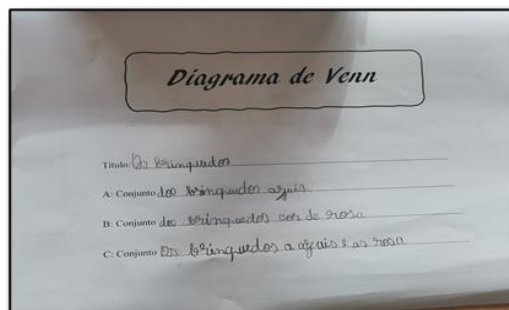 Diagrama de Venn
Título: Os brinquedos
A: Conjunto dos brinquedos azuis.
B: Conjunto dos brinquedos cor de rosa
C: Conjunto Os brinquedos a azuis e as rosa